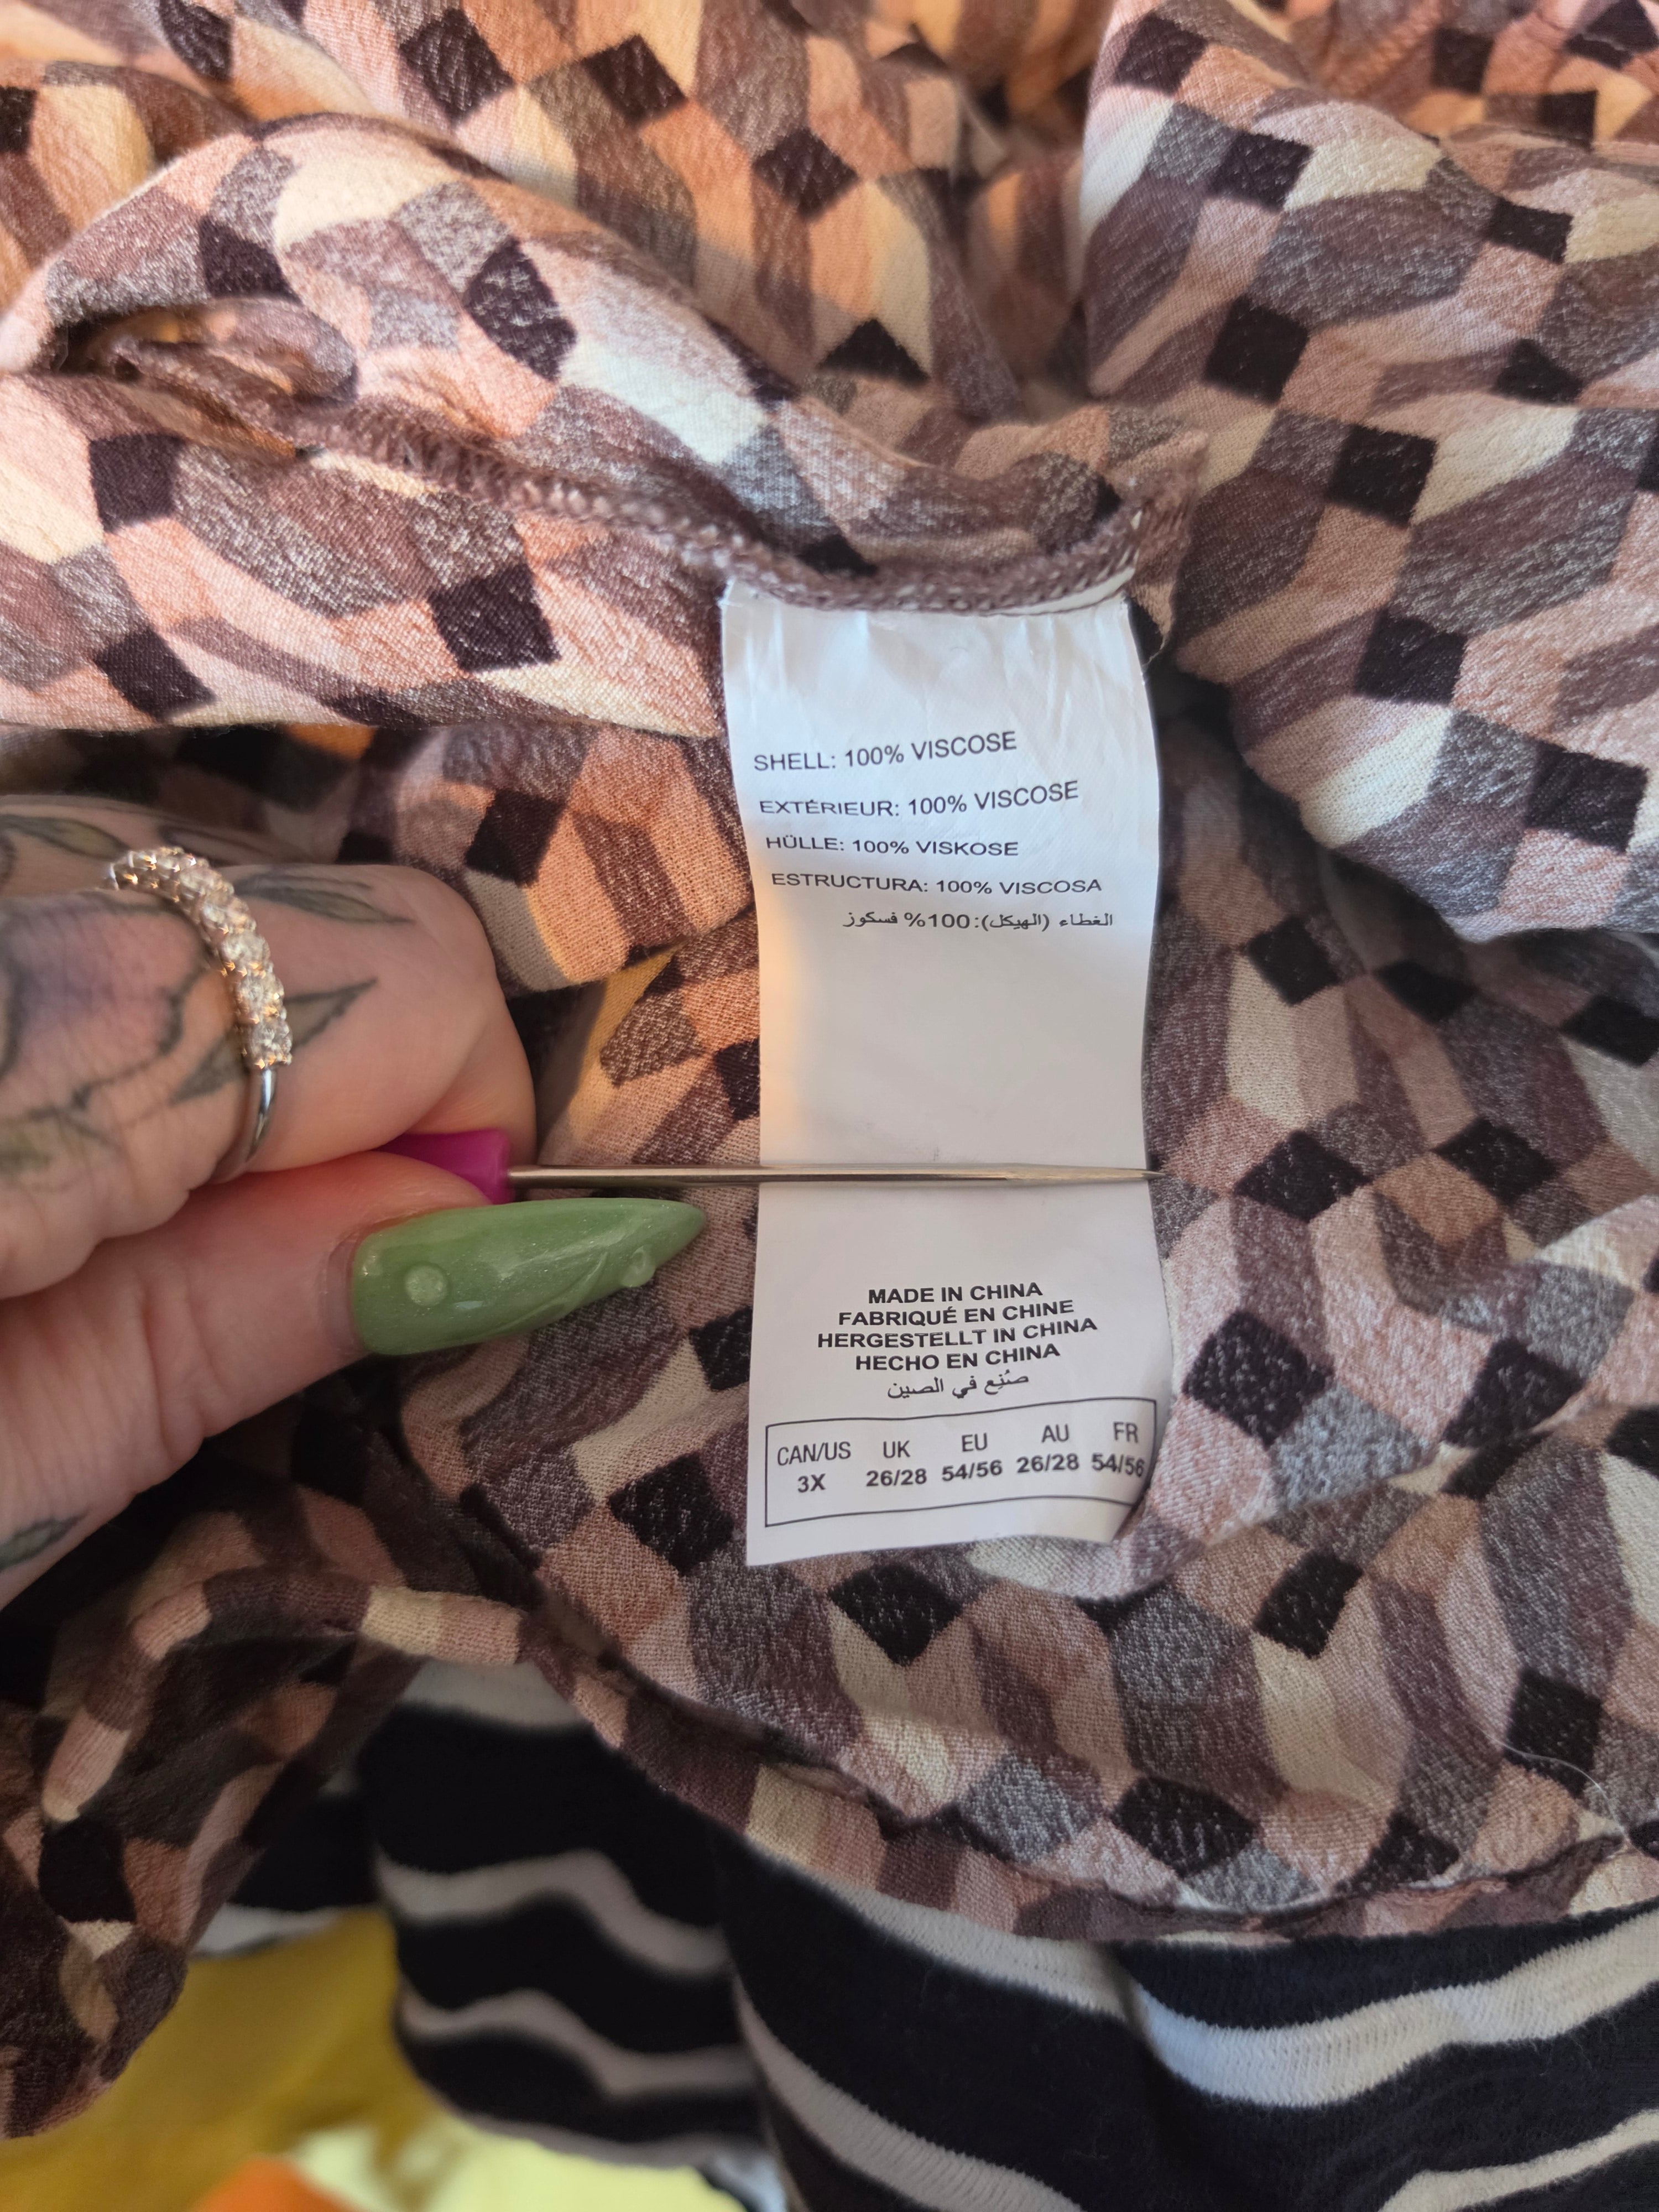 SHELL: 100% VISCOSE
EXTÉRIEUR: 100% VISCOSE
HÜLLE: 100% VISKOSE
ESTRUCTURA: 100% VISCOSA
الغطاء (الهيكل): 100% فسكوز
MADE IN CHINA
FABRIQUÉ EN CHINE
HERGESTELLT IN CHINA
HECHO EN CHINA
صُنِع في الصين
CAN/US UK EU AU FR
3X 26/28 54/56 26/28 54/56